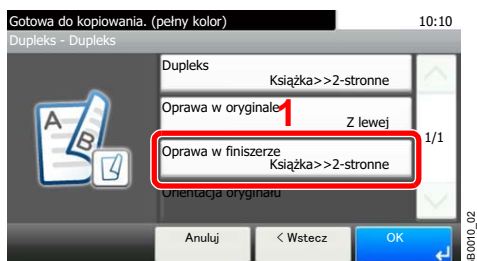 Gotowa do kopiowania. (pełny kolor)
10:10
Dupleks - Dupleks
Dupleks
Książka>>2-stronne
Oprawa w oryginale
1
Z lewej
A
B
1/1
Oprawa w finiszerze
Książka>>2-stronne
Orientacja oryginału
Anuluj
< Wstecz
OK
B0010_02